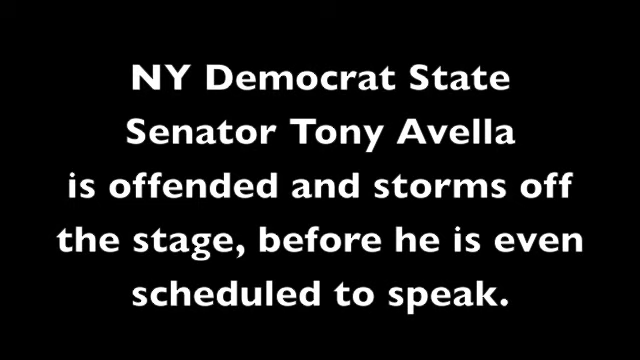 NY Democrat State
Senator Tony Avella
is offended and storms off
the stage, before he is even
scheduled to speak.